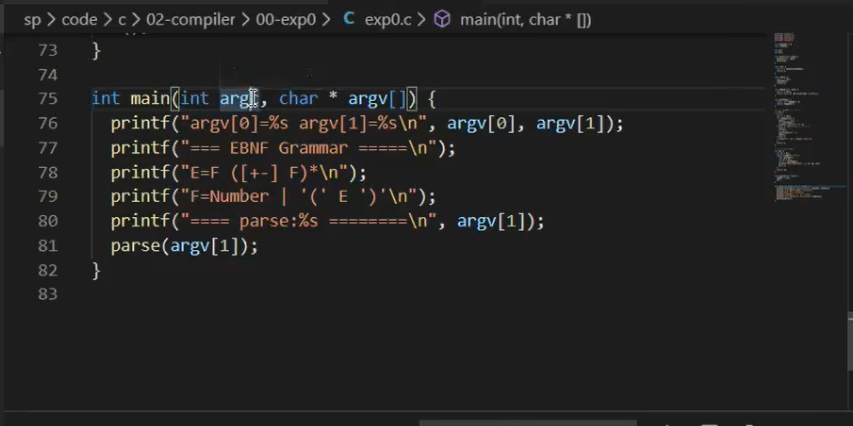 sp > code > c > 02-compiler > 00-exp0 > C exp0.c > main(int, char * [])
73 }
74
75 int main(int argc, char * argv[]) {
76 printf("argv[0]=%s argv[1]=%s\n", argv[0], argv[1]);
77 printf("=== EBNF Grammar =====\n");
78 printf("E=F ([+-] F)*\n");
79 printf("F=Number | '(' E ')'\n");
80 printf("==== parse:%s ========\n", argv[1]);
81 parse(argv[1]);
82 }
83